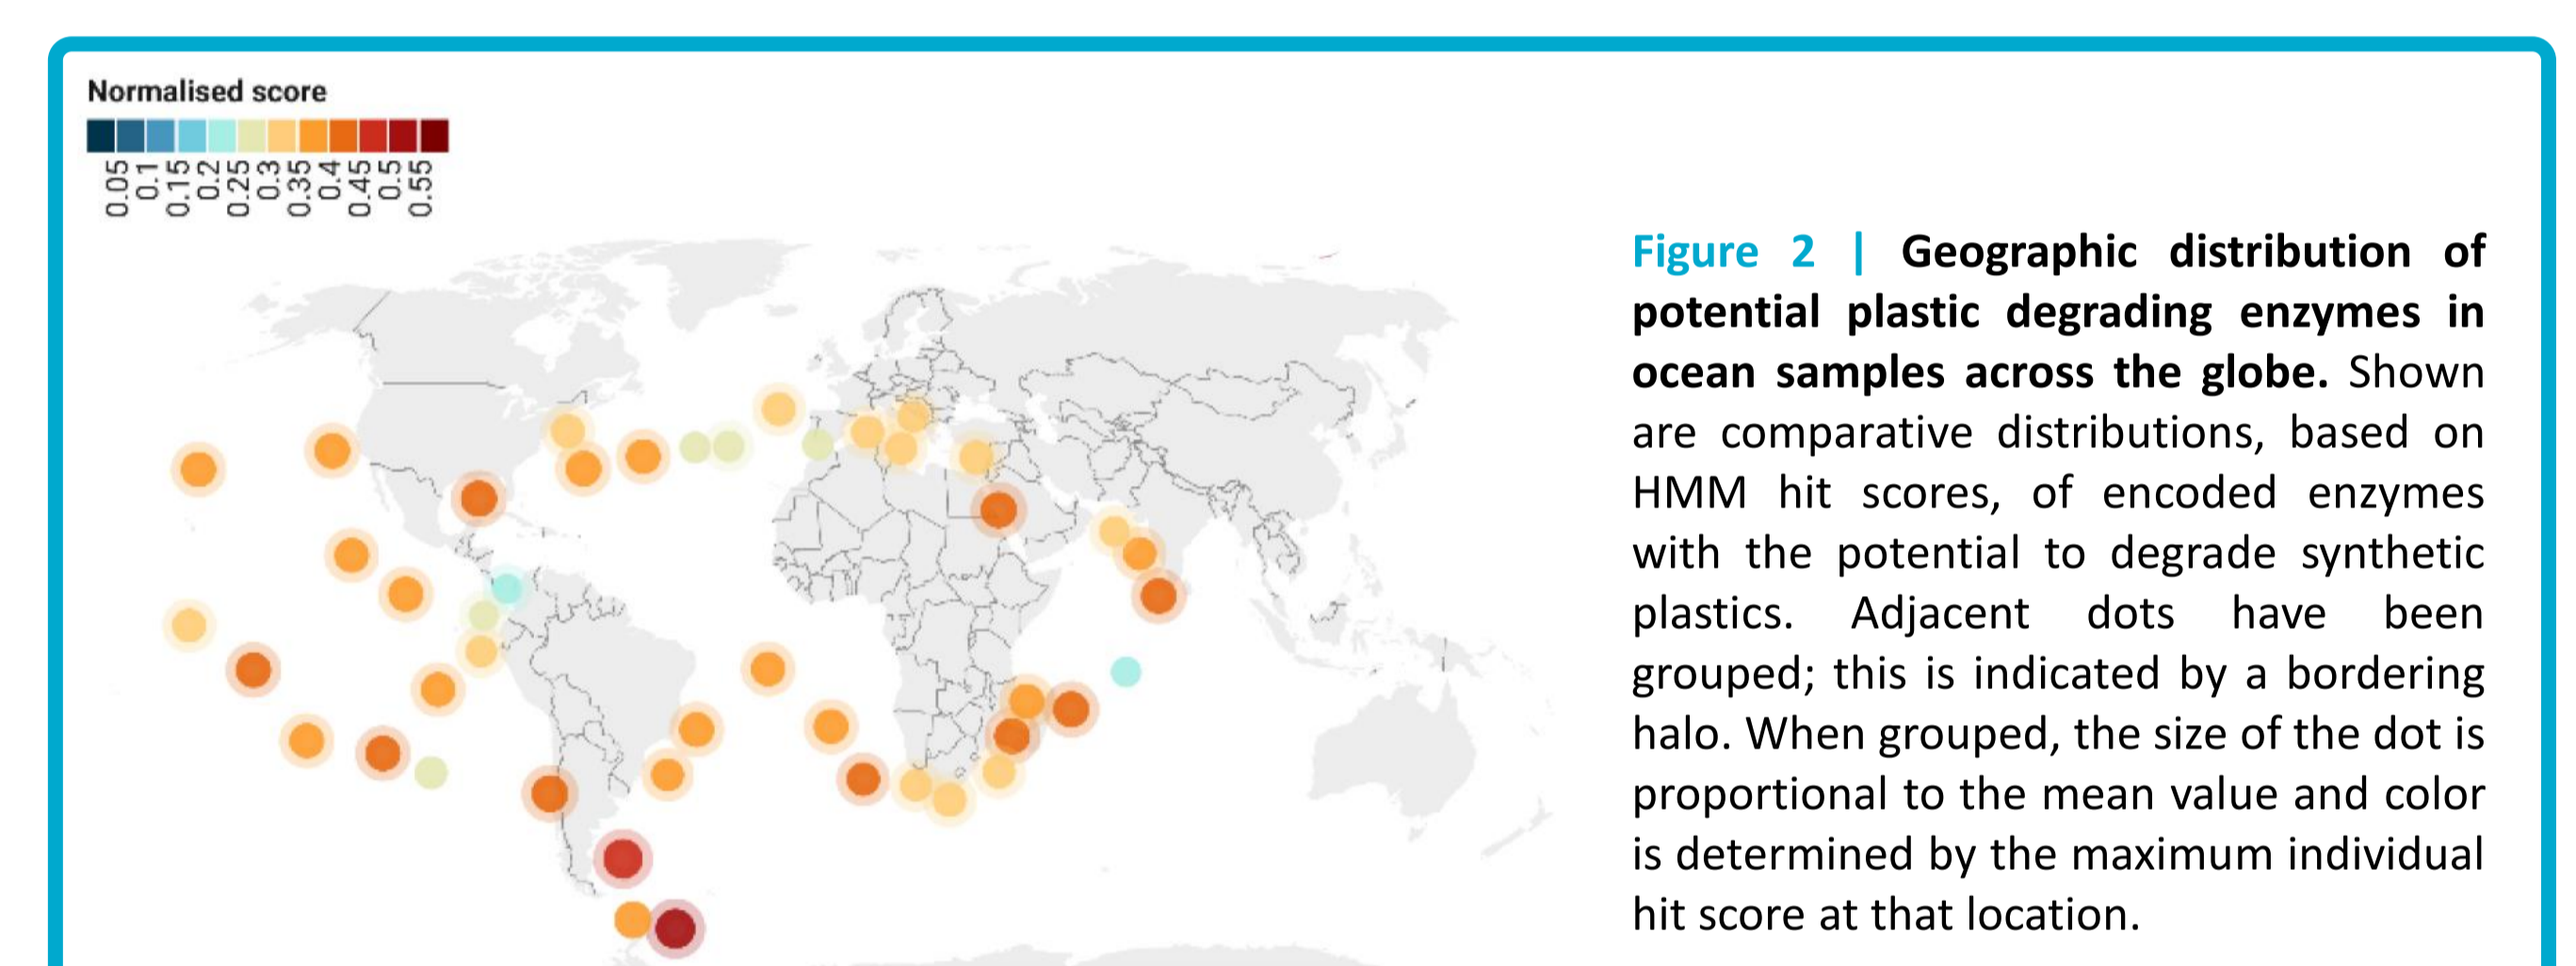 Normalised score
0.05
0.1
0.15
0.2
0.25
0.3
0.35
0.4
0.45
0.5
0.55
Figure 2 | Geographic distribution of
potential plastic degrading enzymes in
ocean samples across the globe. Shown
are comparative distributions, based on
HMM hit scores, of encoded enzymes
with the potential to degrade synthetic
plastics. Adjacent dots have been
grouped; this is indicated by a bordering
halo. When grouped, the size of the dot is
proportional to the mean value and color
is determined by the maximum individual
hit score at that location.